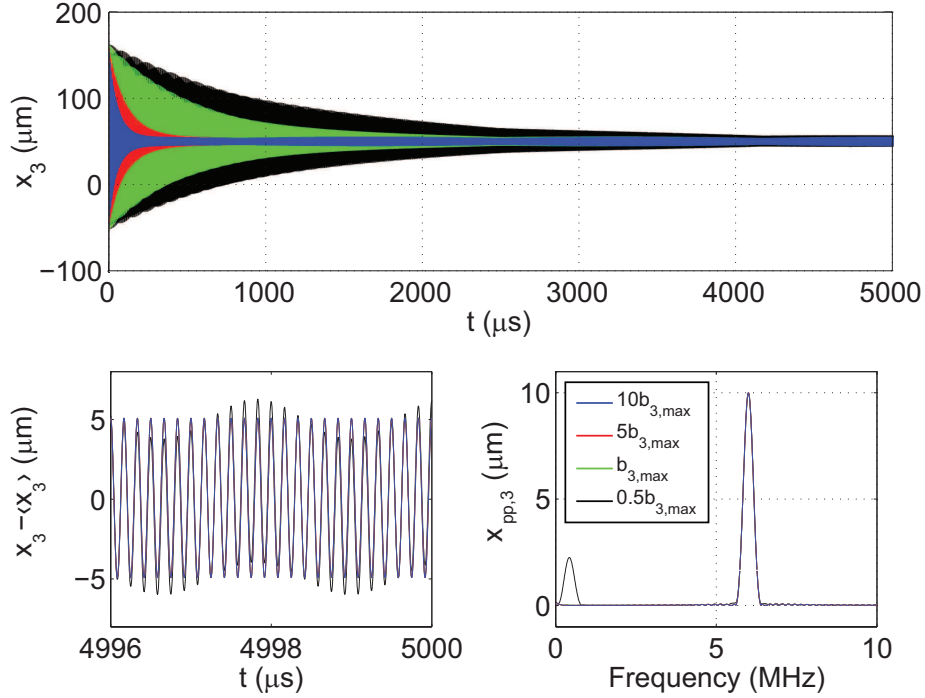 200
100
0
−100
x3 (μm)
0
1000
2000
3000
4000
5000
t (μs)
5
0
−5
x3 −⟨x3⟩ (μm)
4996
4998
5000
t (μs)
10
5
0
xpp,3 (μm)
10b3,max
5b3,max
b3,max
0.5b3,max
0
5
10
Frequency (MHz)